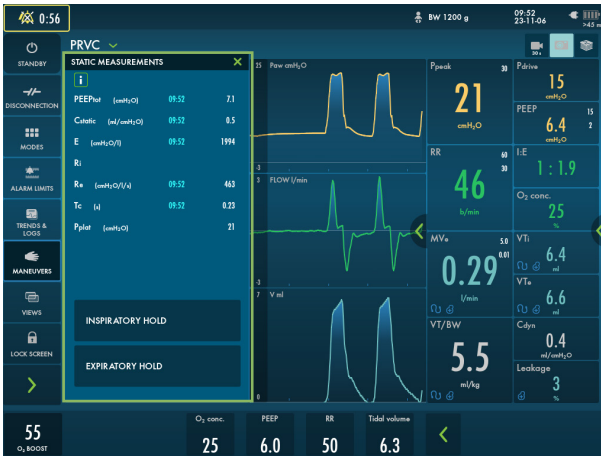 0:56
BW 1200 g
09:52
23-11-06
>45 m
STANDBY
DISCONNECTION
MODES
ALARM LIMITS
TRENDS &
LOGS
MANEUVERS
VIEWS
LOCK SCREEN
PRVC
30 s
STATIC MEASUREMENTS
i
PEEPtot (cmH₂O) 09:52 7.1
Cstatic (ml/cmH₂O) 09:52 0.5
E (cmH₂O/l) 09:52 1994
Ri
Re (cmH₂O/l/s) 09:52 463
Tc (s) 09:52 0.23
Pplat (cmH₂O) 21
INSPIRATORY HOLD
EXPIRATORY HOLD
25 Paw cmH₂O
-3
3 FLOW l/min
-3
7 V ml
0
Ppeak 30
21
cmH₂O
RR 60
30
46
b/min
MVe 5.0
0.01
0.29
l/min
VT/BW
5.5
ml/kg
Pdrive
15
cmH₂O
PEEP 15
2
6.4
cmH₂O
I:E
1 : 1.9
O₂ conc.
25
%
VTi
6.4
ml
VTe
6.6
ml
Cdyn
0.4
ml/cmH₂O
Leakage
3
%
55
O₂ BOOST
O₂ conc.
25
PEEP
6.0
RR
50
Tidal volume
6.3